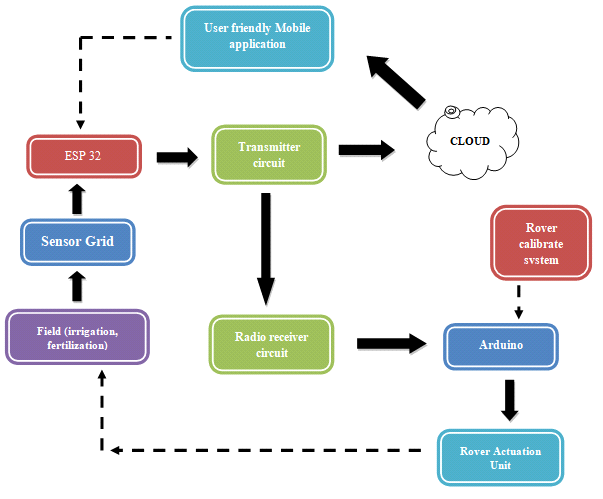 User friendly Mobile
application
CLOUD
ESP 32
Transmitter
circuit
Rover
calibrate
system
Sensor Grid
Field (irrigation,
fertilization)
Radio receiver
circuit
Arduino
Rover Actuation
Unit